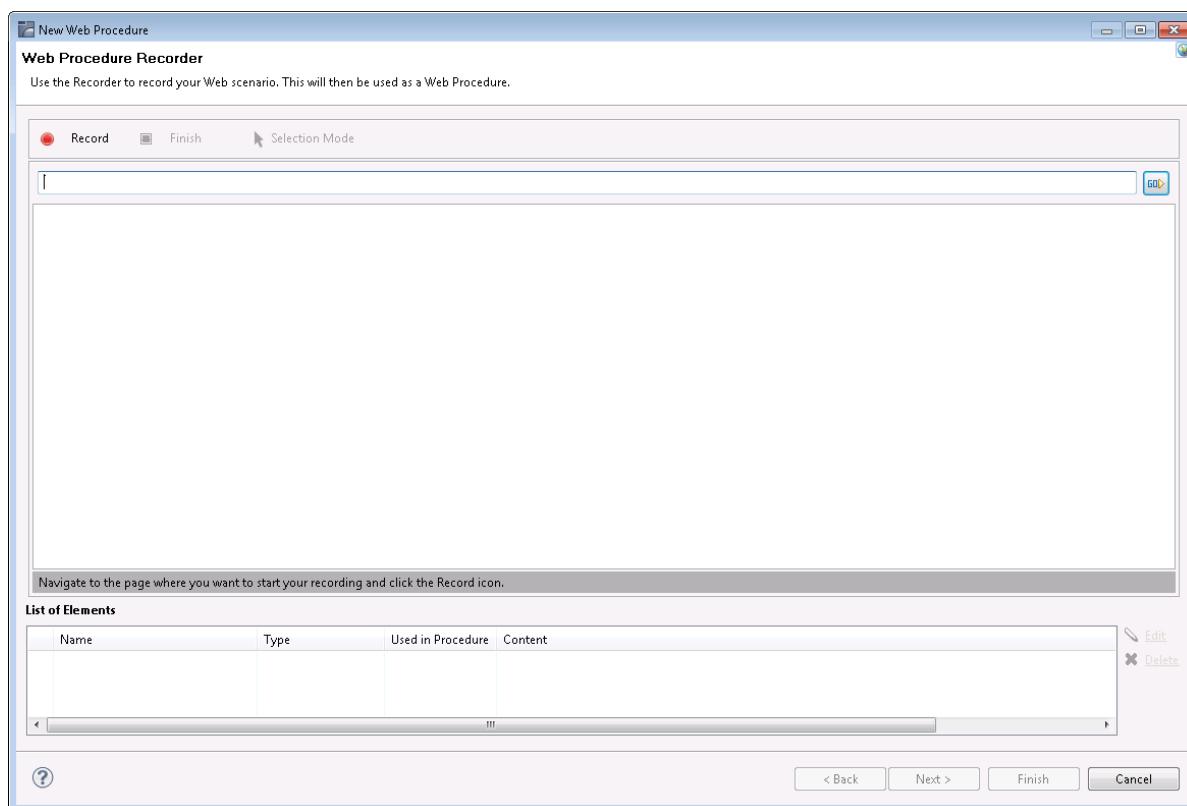 New Web Procedure
Web Procedure Recorder
Use the Recorder to record your Web scenario. This will then be used as a Web Procedure.
Record Finish Selection Mode
GO
Navigate to the page where you want to start your recording and click the Record icon.
List of Elements
Name Type Used in Procedure Content
Edit
Delete
? < Back Next > Finish Cancel